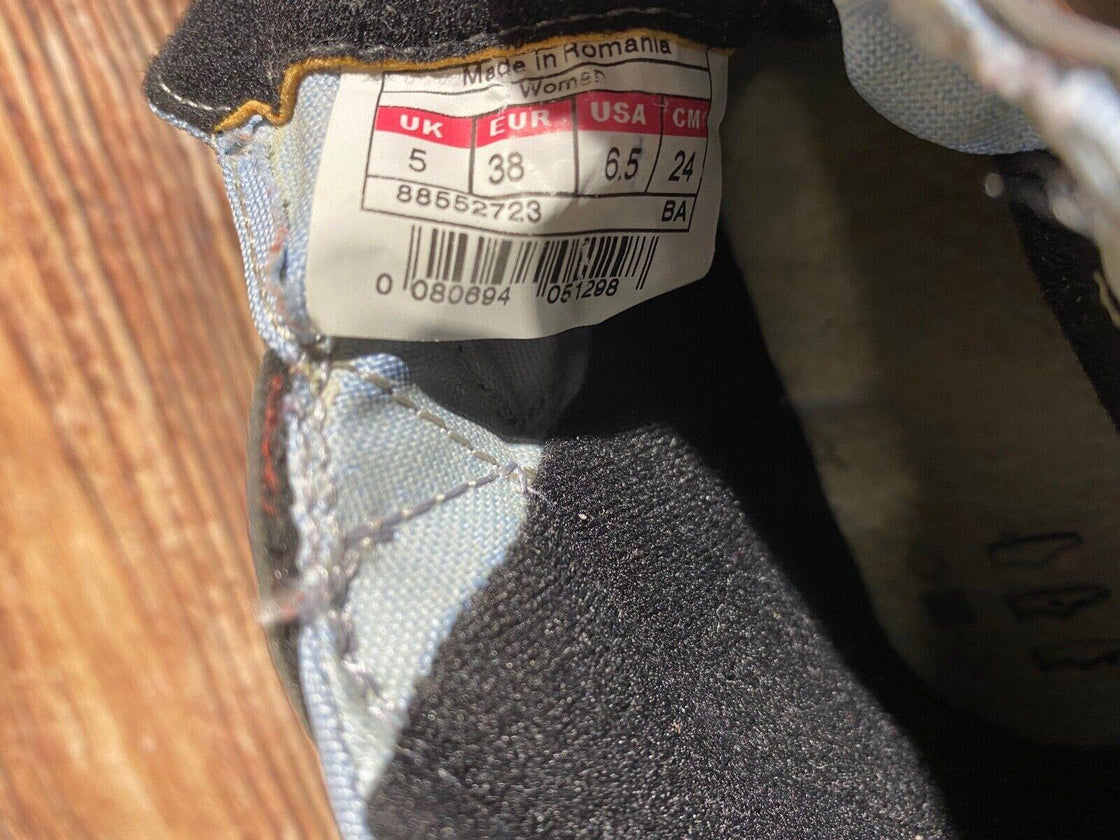 Made in Romania
Women
UK EUR USA CM
5 38 6.5 24
88552723 BA
0 080694 051298